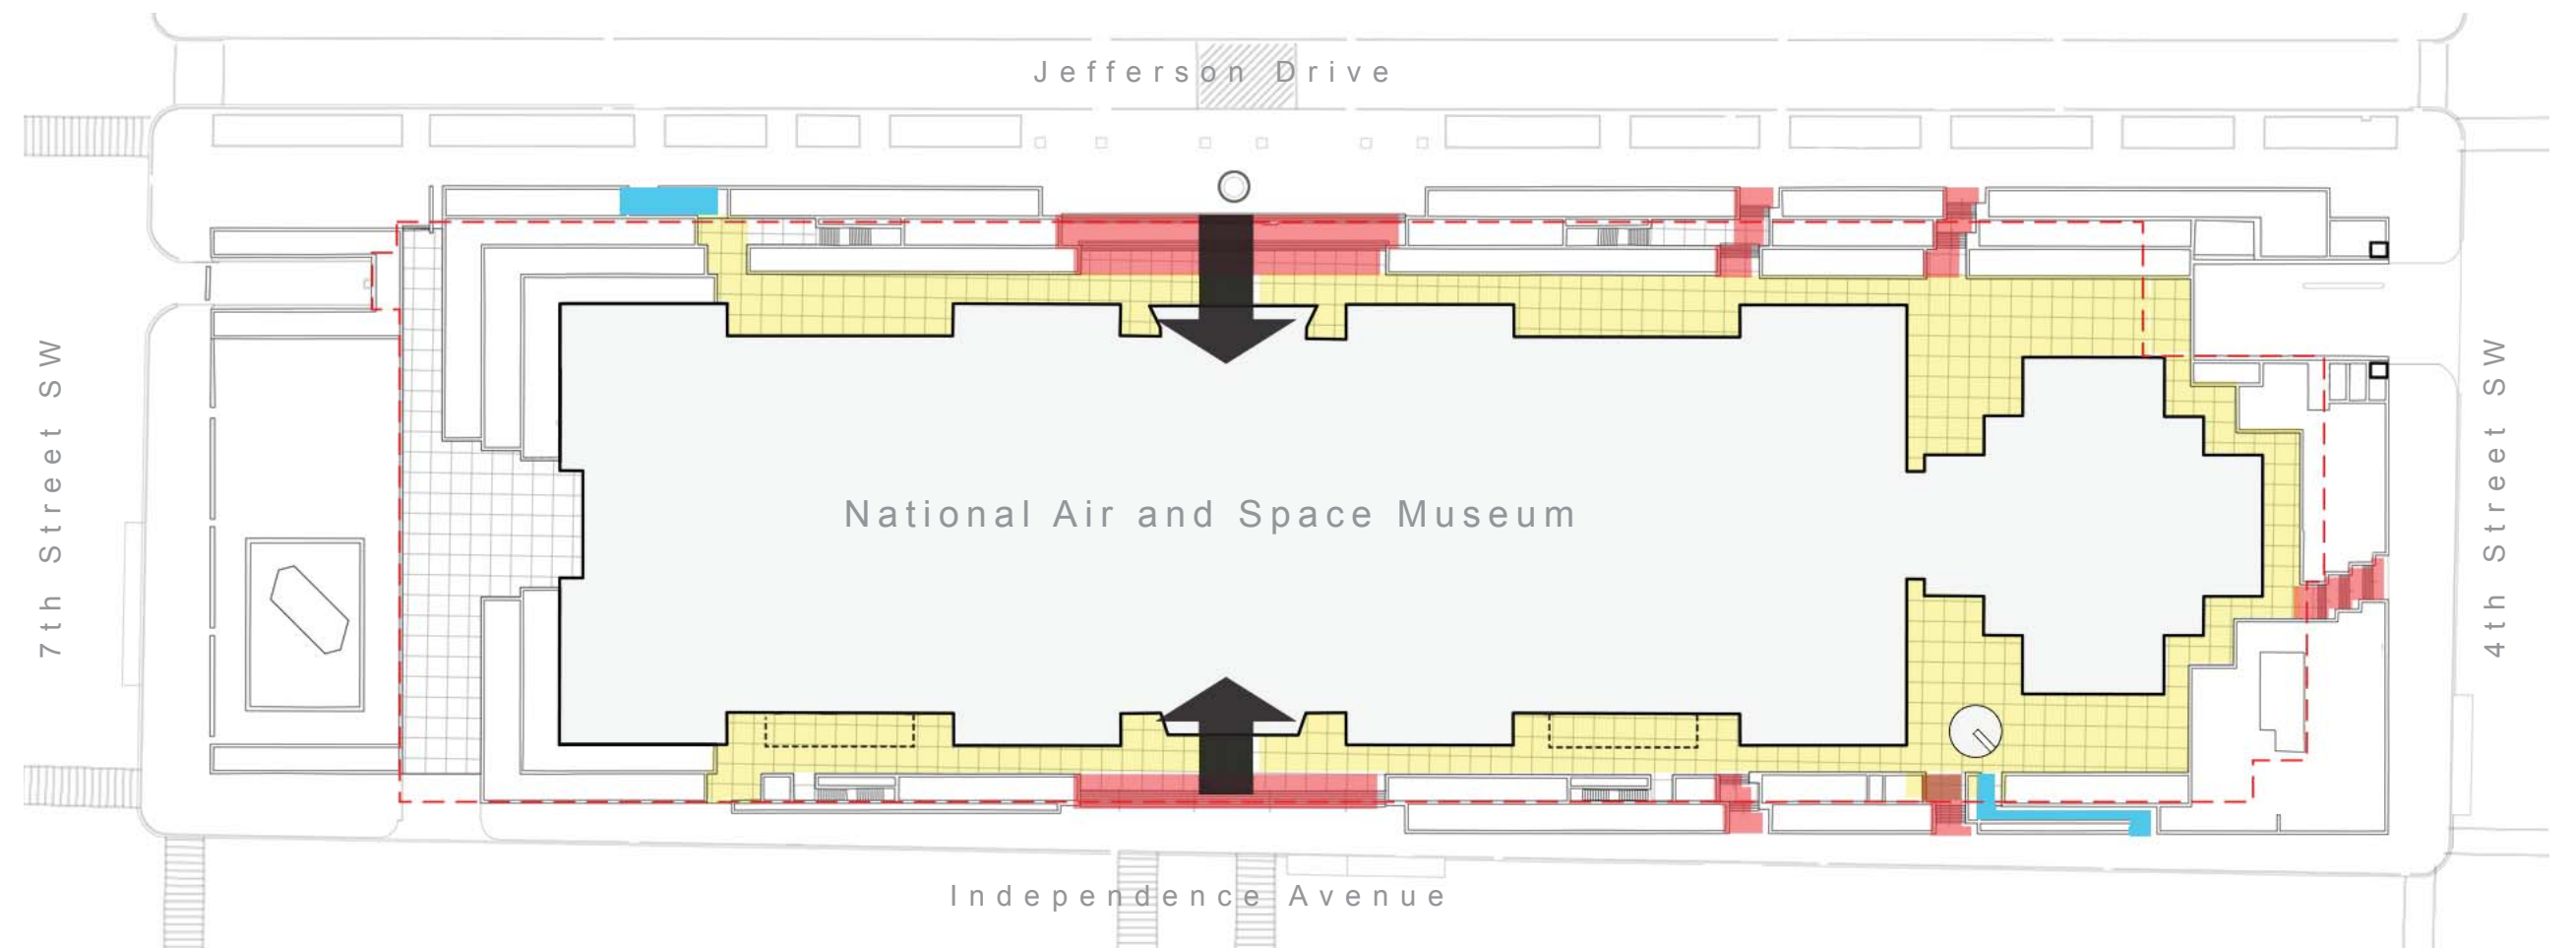 Jefferson Drive
7th Street SW
National Air and Space Museum
4th Street SW
Independence Avenue